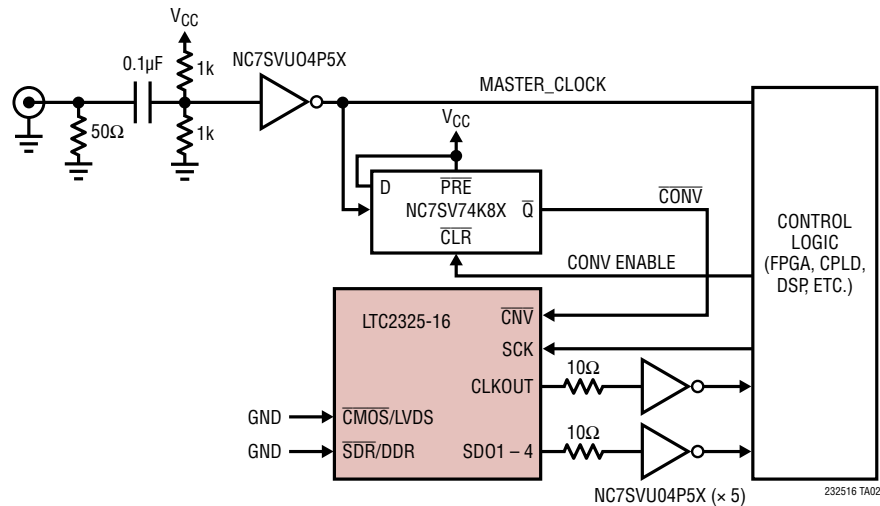 VCC
1k
0.1µF
NC7SVUO4P5X
MASTER_CLOCK
50Ω
1k
VCC
D
PRE
NC7SV74K8X
Q
CLR
CONV
CONV ENABLE
CONTROL
LOGIC
(FPGA, CPLD,
DSP, ETC.)
LTC2325-16
CNV
SCK
10Ω
CLKOUT
GND
CMOS/LVDS
10Ω
GND
SDR/DDR
SDO1 – 4
NC7SVU04P5X (× 5)
232516 TA02